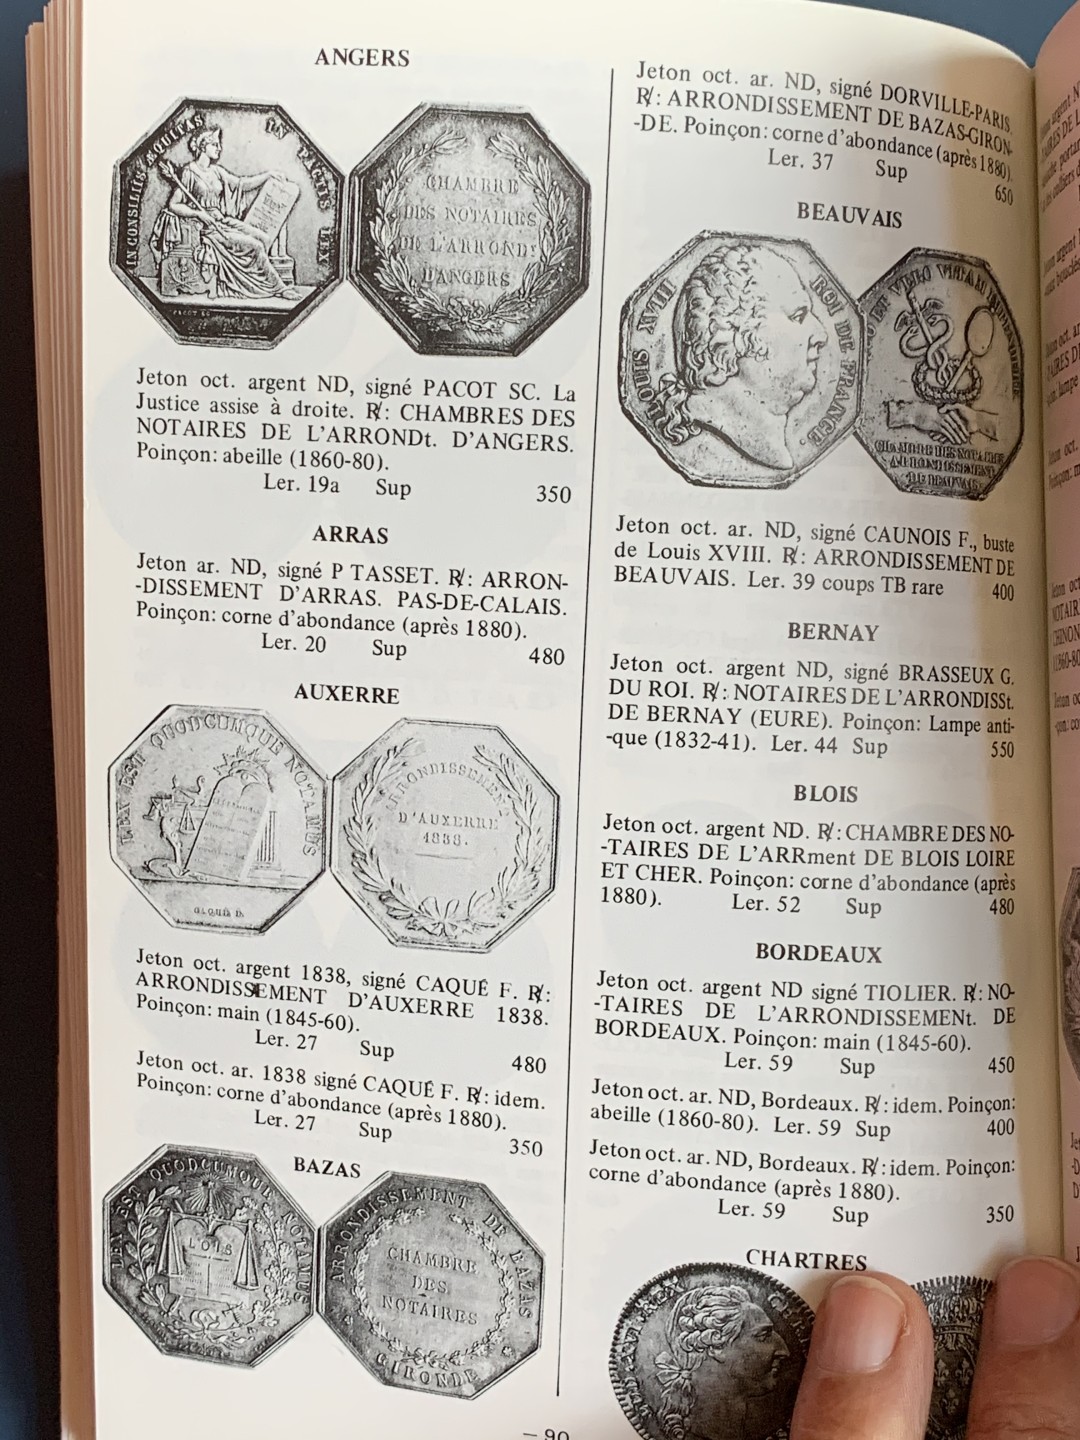 ANGERS
IN CONSILIIS ÆQUITAS
IN PACTIS LEX
PACOT SC
CHAMBRE
DES NOTAIRES
DE L'ARROND!
D'ANGERS
Jeton oct. argent ND, signé PACOT SC. La
Justice assise à droite. R/: CHAMBRES DES
NOTAIRES DE L'ARRONDt. D'ANGERS.
Poinçon: abeille (1860-80).
Ler. 19a Sup 350
ARRAS
Jeton ar. ND, signé P TASSET. R/: ARRON-
-DISSEMENT D'ARRAS. PAS-DE-CALAIS.
Poinçon: corne d'abondance (après 1880).
Ler. 20 Sup 480
AUXERRE
LEX EST QUODCUMQUE NOTAMUS
ARRONDISSEMENT
D'AUXERRE
1838.
Jeton oct. argent 1838, signé CAQUÉ F. R/:
ARRONDISSEMENT D'AUXERRE 1838.
Poinçon: main (1845-60).
Ler. 27 Sup 480
Jeton oct. ar. 1838 signé CAQUÉ F. R/: idem.
Poinçon: corne d'abondance (après 1880).
Ler. 27 Sup 350
BAZAS
LEX EST QUODCUMQUE NOTAMUS
LOIS
ARRONDISSEMENT DE BAZAS
CHAMBRE
DES
NOTAIRES
GIRONDE
Jeton oct. ar. ND, signé DORVILLE-PARIS.
R/: ARRONDISSEMENT DE BAZAS-GIRON-
-DE. Poinçon: corne d'abondance (après 1880).
Ler. 37 Sup 650
BEAUVAIS
LOUIS XVIII ROI DE FRANCE.
CHAMBRE DES NOTAIRES
ARRONDISSEMENT
DE BEAUVAIS
Jeton oct. ar. ND, signé CAUNOIS F., buste
de Louis XVIII. R/: ARRONDISSEMENT DE
BEAUVAIS. Ler. 39 coups TB rare 400
BERNAY
Jeton oct. argent ND, signé BRASSEUX G.
DU ROI. R/: NOTAIRES DE L'ARRONDISSt.
DE BERNAY (EURE). Poinçon: Lampe anti-
-que (1832-41). Ler. 44 Sup 550
BLOIS
Jeton oct. argent ND. R/: CHAMBRE DES NO-
-TAIRES DE L'ARRment DE BLOIS LOIRE
ET CHER. Poinçon: corne d'abondance (après
1880). Ler. 52 Sup 480
BORDEAUX
Jeton oct. argent ND signé TIOLIER. R/: NO-
-TAIRES DE L'ARRONDISSEMENt. DE
BORDEAUX. Poinçon: main (1845-60).
Ler. 59 Sup 450
Jeton oct. ar. ND, Bordeaux. R/: idem. Poinçon:
abeille (1860-80). Ler. 59 Sup 400
Jeton oct. ar. ND, Bordeaux. R/: idem. Poinçon:
corne d'abondance (après 1880).
Ler. 59 Sup 350
CHARTRES
– 90